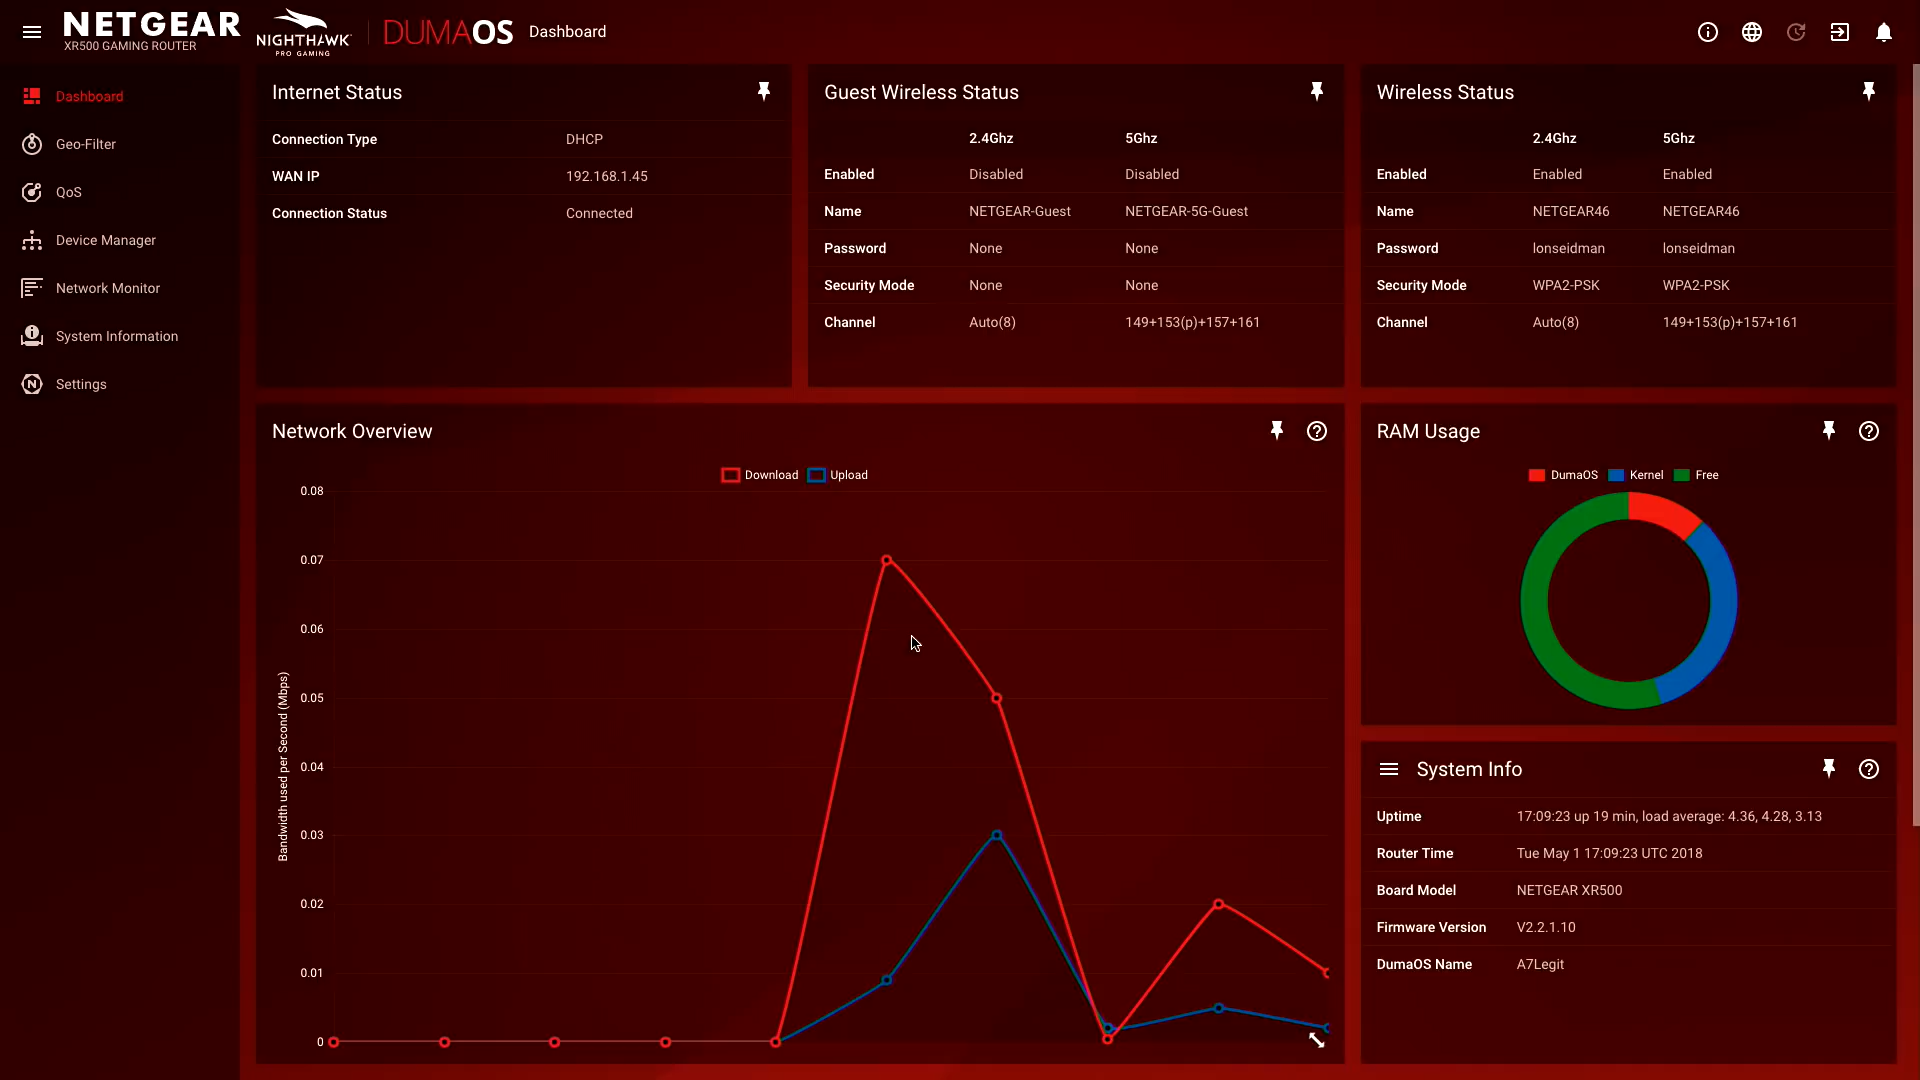 NETGEAR
XR500 GAMING ROUTER
NIGHTHAWK
PRO GAMING
DUMAOS
Dashboard
Dashboard
Geo-Filter
QoS
Device Manager
Network Monitor
System Information
Settings
Internet Status
Connection Type DHCP
WAN IP 192.168.1.45
Connection Status Connected
Guest Wireless Status
2.4Ghz 5Ghz
Enabled Disabled Disabled
Name NETGEAR-Guest NETGEAR-5G-Guest
Password None None
Security Mode None None
Channel Auto(8) 149+153(p)+157+161
Wireless Status
2.4Ghz 5Ghz
Enabled Enabled Enabled
Name NETGEAR46 NETGEAR46
Password lonseidman lonseidman
Security Mode WPA2-PSK WPA2-PSK
Channel Auto(8) 149+153(p)+157+161
Network Overview
Download Upload
0.08
0.07
0.06
0.05
0.04
0.03
0.02
0.01
0
Bandwidth used per Second (Mbps)
RAM Usage
DumaOS Kernel Free
System Info
Uptime 17:09:23 up 19 min, load average: 4.36, 4.28, 3.13
Router Time Tue May 1 17:09:23 UTC 2018
Board Model NETGEAR XR500
Firmware Version V2.2.1.10
DumaOS Name A7Legit